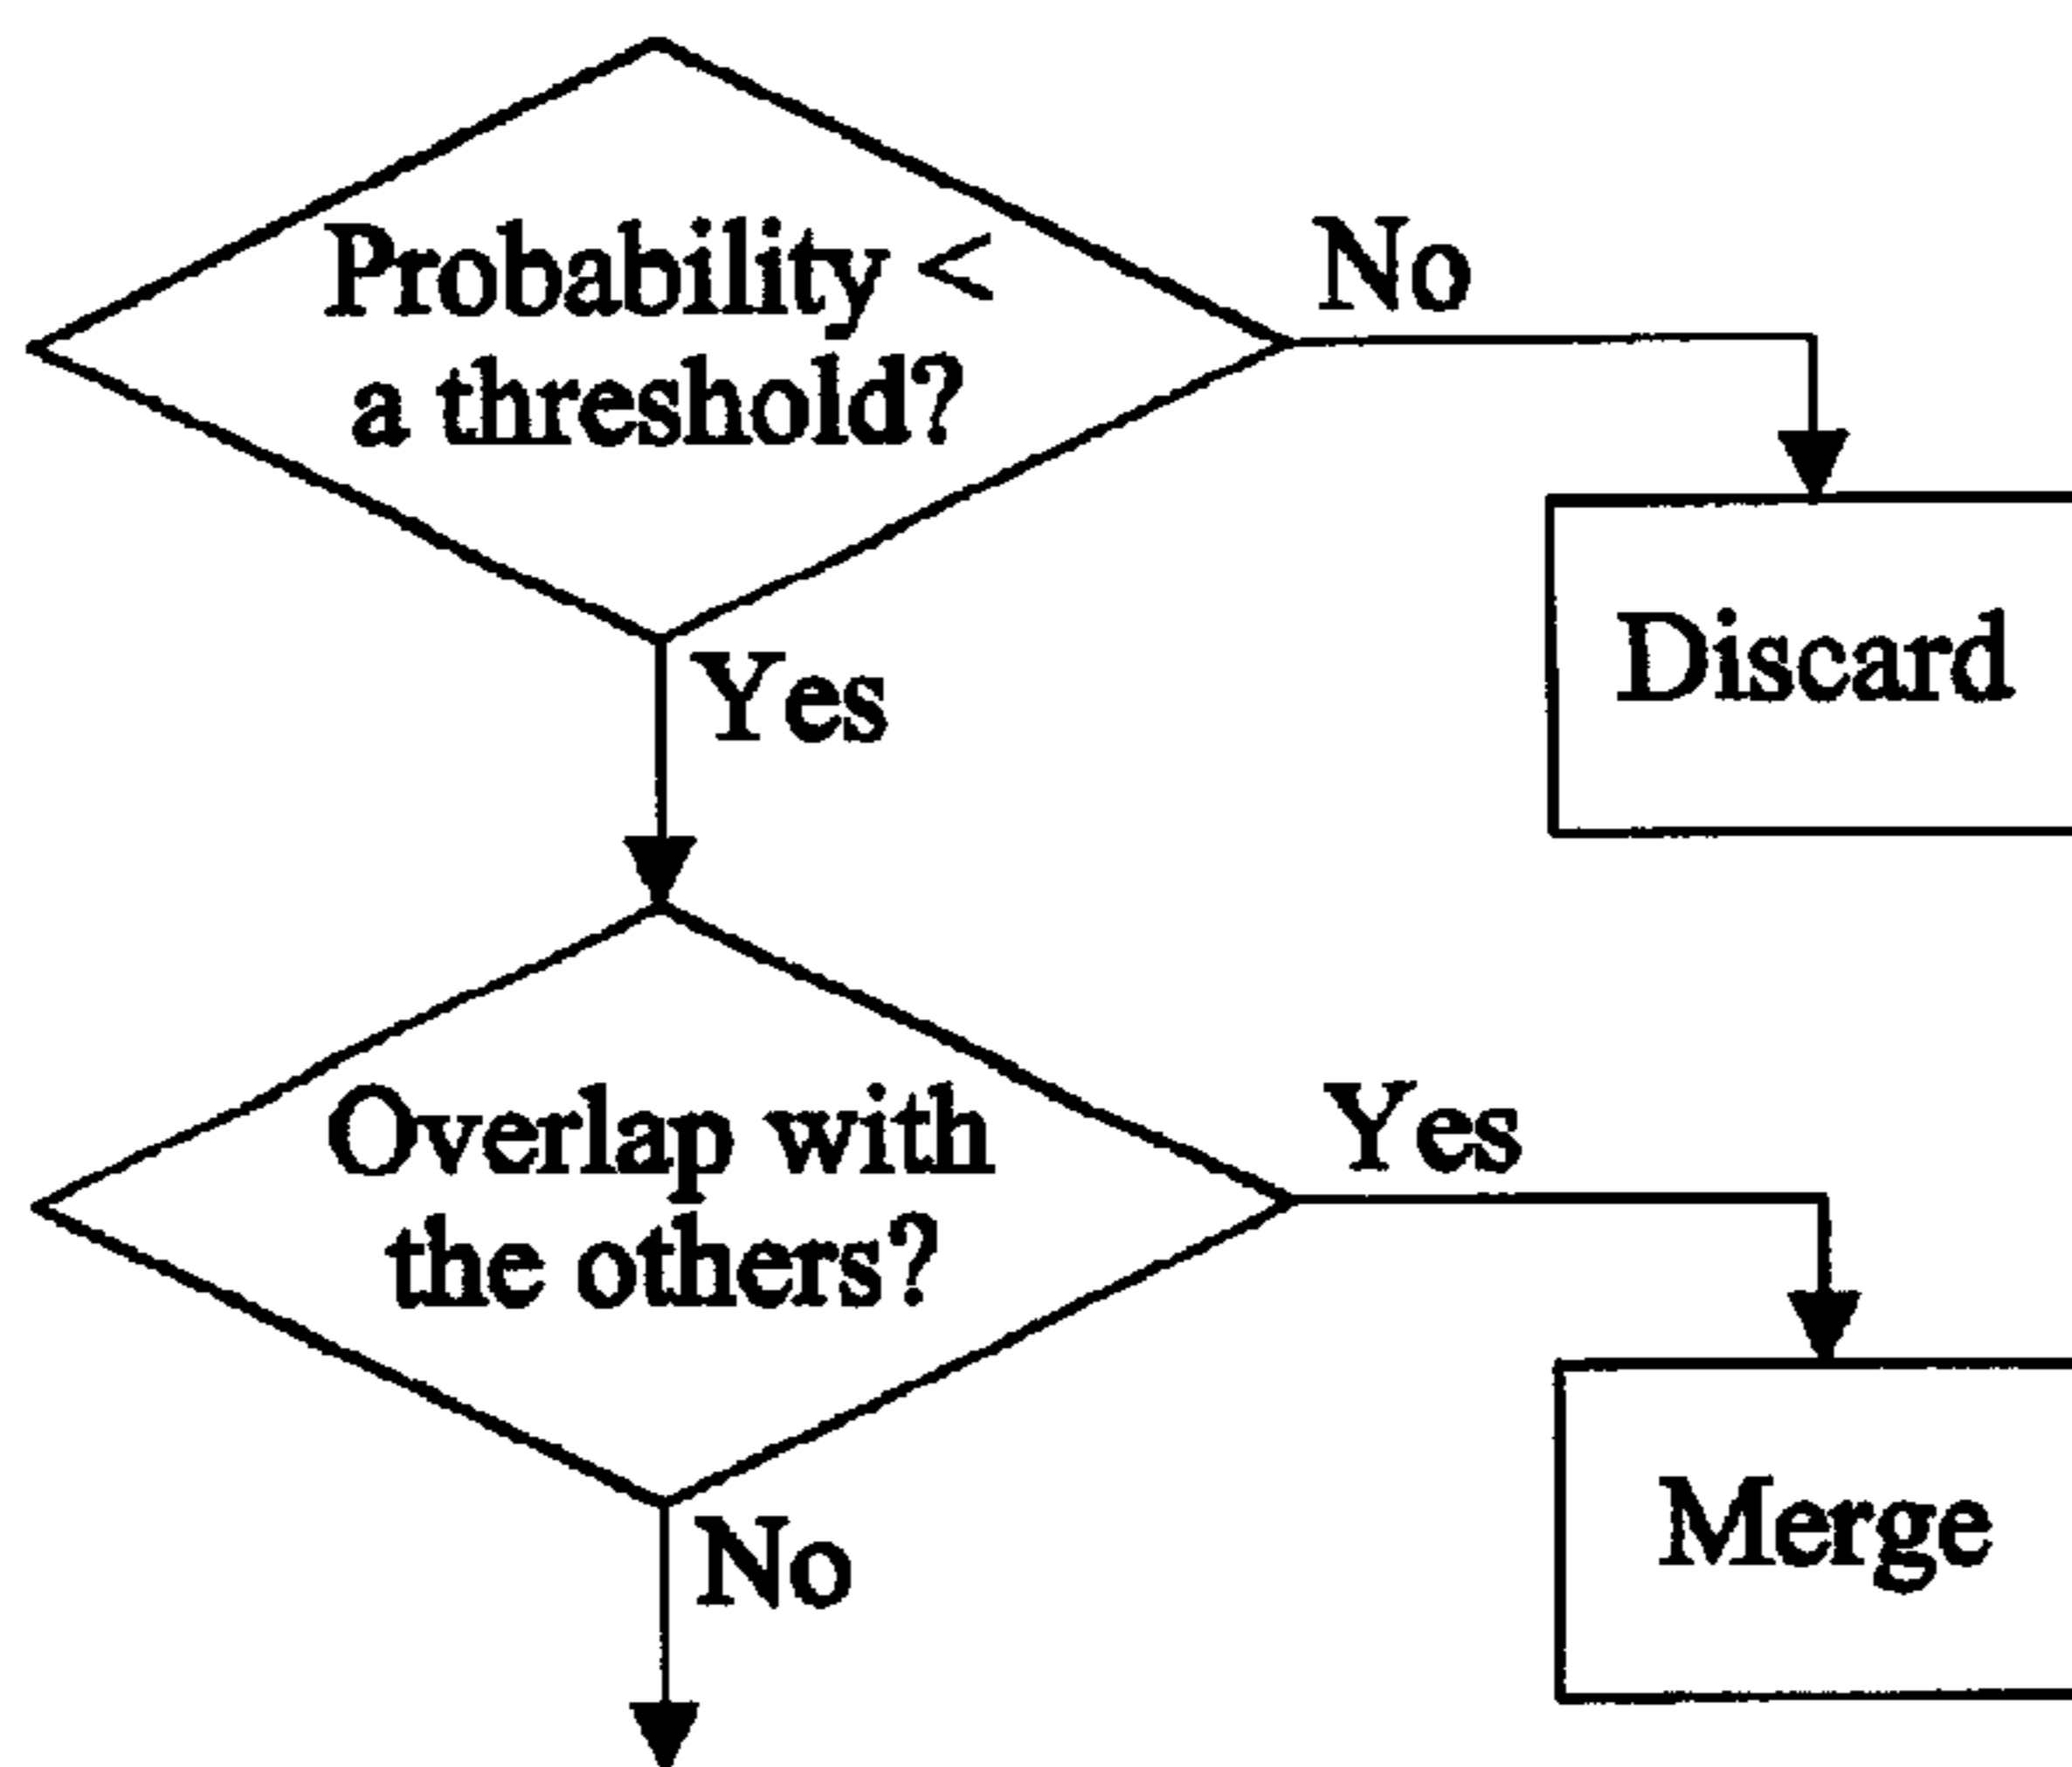 Probability <
a threshold?
No
Discard
Yes
Overlap with
the others?
Yes
Merge
No